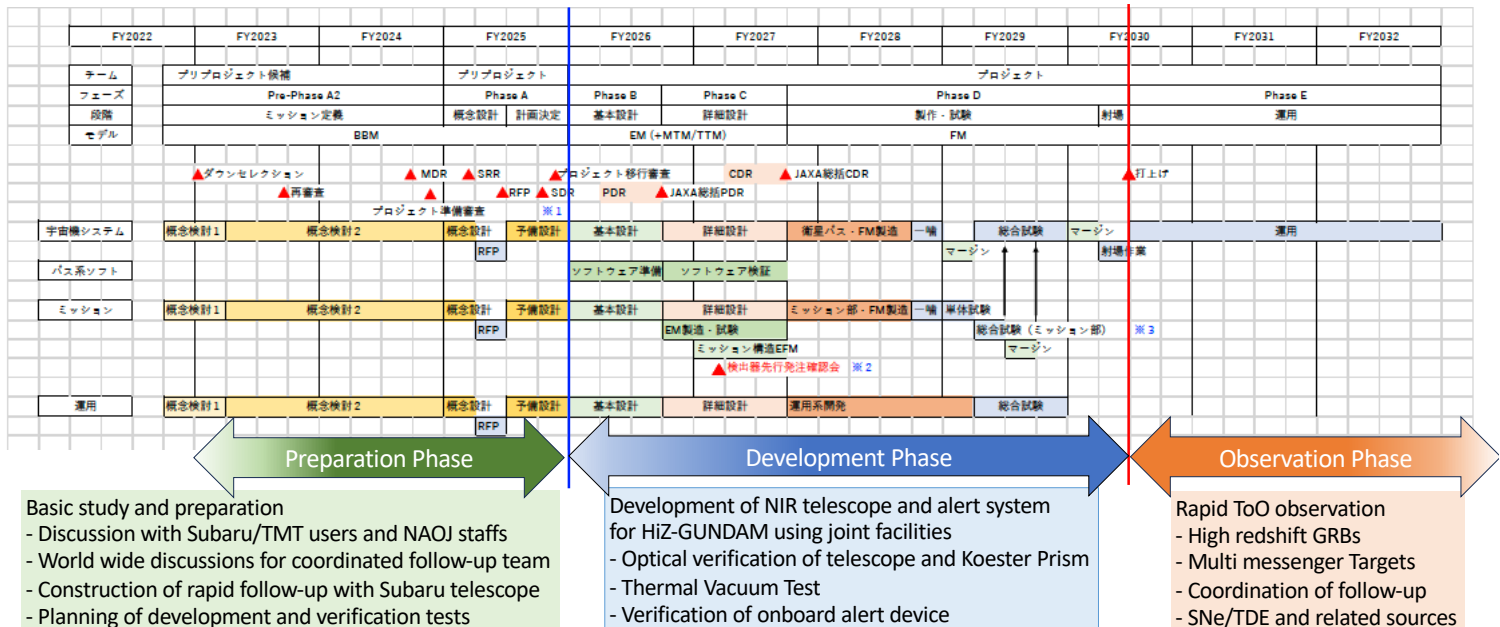 FY2022 FY2023 FY2024 FY2025 FY2026 FY2027 FY2028 FY2029 FY2030 FY2031 FY2032
チーム プリプロジェクト候補 プリプロジェクト プロジェクト
フェーズ Pre-Phase A2 Phase A Phase B Phase C Phase D Phase E
段階 ミッション定義 概念設計 計画決定 基本設計 詳細設計 製作・試験 射場 運用
モデル BBM EM (+MTM/TTM) FM
ダウンセレクション MDR SRR プロジェクト移行審査 CDR JAXA総括CDR 打上げ
再審査 RFP SDR PDR JAXA総括PDR
プロジェクト準備審査 ※1
宇宙機システム 概念検討1 概念検討2 概念設計 予備設計 基本設計 詳細設計 衛星バス・FM製造 一噛 総合試験 マージン 運用
RFP マージン 射場作業
バス系ソフト ソフトウェア準備 ソフトウェア検証
ミッション 概念検討1 概念検討2 概念設計 予備設計 基本設計 詳細設計 ミッション部・FM製造 一噛 単体試験
RFP EM製造・試験 総合試験(ミッション部) ※3
ミッション構造EFM マージン
検出器先行発注確認会 ※2
運用 概念検討1 概念検討2 概念設計 予備設計 基本設計 詳細設計 運用系開発 総合試験
RFP
Preparation Phase Development Phase Observation Phase
Basic study and preparation
- Discussion with Subaru/TMT users and NAOJ staffs
- World wide discussions for coordinated follow-up team
- Construction of rapid follow-up with Subaru telescope
- Planning of development and verification tests
Development of NIR telescope and alert system
for HiZ-GUNDAM using joint facilities
- Optical verification of telescope and Koester Prism
- Thermal Vacuum Test
- Verification of onboard alert device
Rapid ToO observation
- High redshift GRBs
- Multi messenger Targets
- Coordination of follow-up
- SNe/TDE and related sources